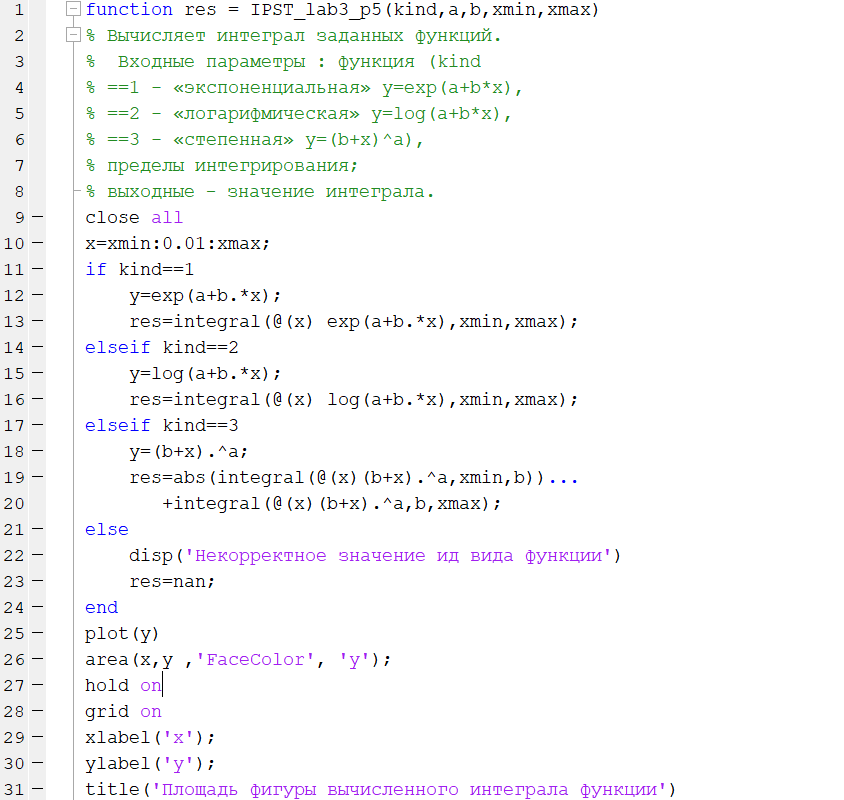 1 function res = IPST_lab3_p5(kind,a,b,xmin,xmax)
2 % Вычисляет интеграл заданных функций.
3 %  Входные параметры : функция (kind
4 % ==1 - «экспоненциальная» y=exp(a+b*x),
5 % ==2 - «логарифмическая» y=log(a+b*x),
6 % ==3 - «степенная» y=(b+x)^a),
7 % пределы интегрирования;
8 % выходные - значение интеграла.
9 close all
10 x=xmin:0.01:xmax;
11 if kind==1
12     y=exp(a+b.*x);
13     res=integral(@(x) exp(a+b.*x),xmin,xmax);
14 elseif kind==2
15     y=log(a+b.*x);
16     res=integral(@(x) log(a+b.*x),xmin,xmax);
17 elseif kind==3
18     y=(b+x).^a;
19     res=abs(integral(@(x)(b+x).^a,xmin,b))...
20        +integral(@(x)(b+x).^a,b,xmax);
21 else
22     disp('Некорректное значение ид вида функции')
23     res=nan;
24 end
25 plot(y)
26 area(x,y ,'FaceColor', 'y');
27 hold on
28 grid on
29 xlabel('x');
30 ylabel('y');
31 title('Площадь фигуры вычисленного интеграла функции')